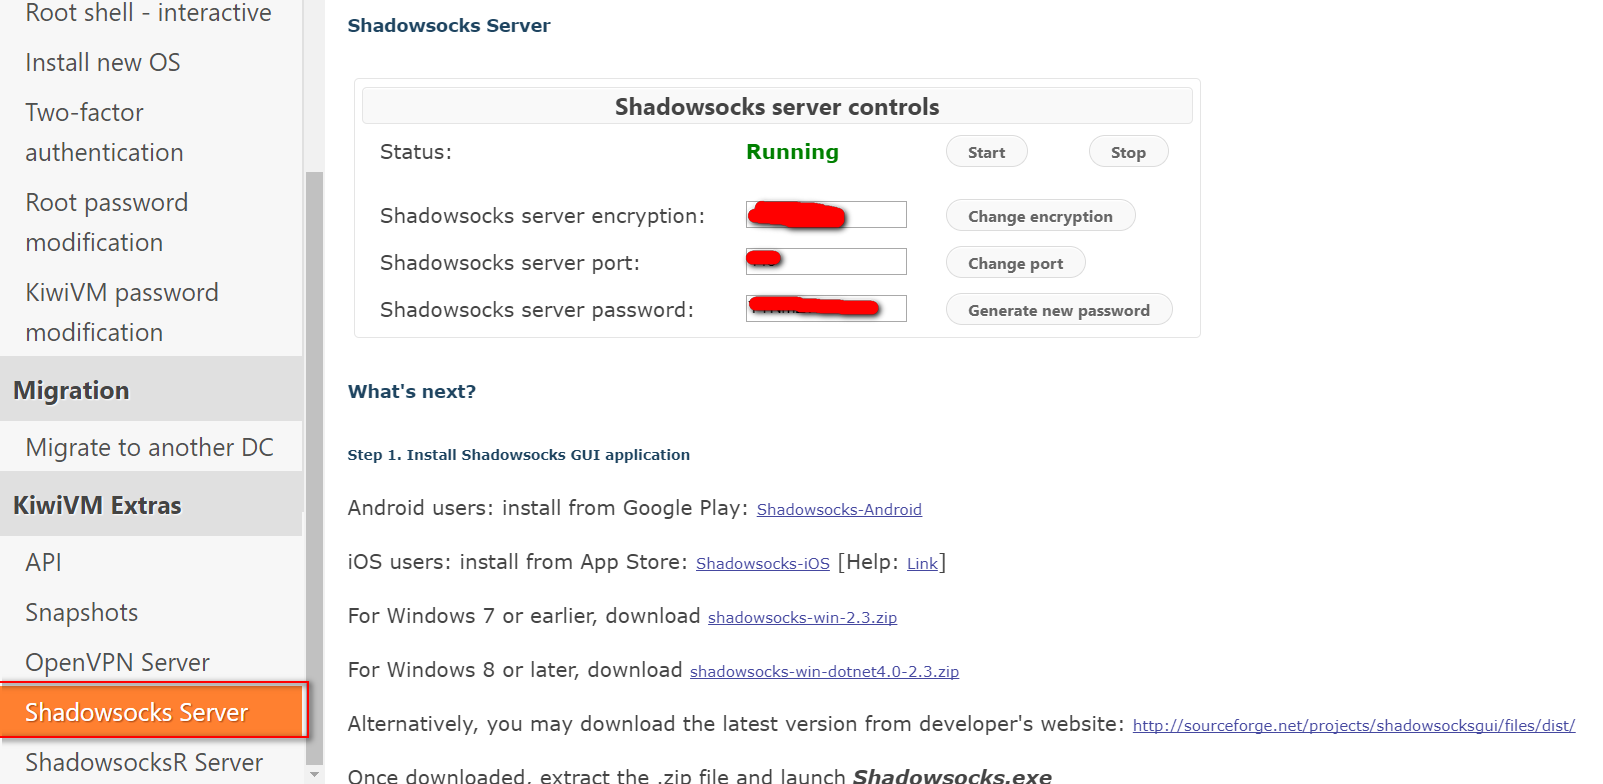 Root shell - interactive
Install new OS
Two-factor
authentication
Root password
modification
KiwiVM password
modification
Migration
Migrate to another DC
KiwiVM Extras
API
Snapshots
OpenVPN Server
Shadowsocks Server
ShadowsocksR Server
Shadowsocks Server
Shadowsocks server controls
Status: Running Start Stop
Shadowsocks server encryption: Change encryption
Shadowsocks server port: Change port
Shadowsocks server password: Generate new password
What's next?
Step 1. Install Shadowsocks GUI application
Android users: install from Google Play: Shadowsocks-Android
iOS users: install from App Store: Shadowsocks-iOS [Help: Link]
For Windows 7 or earlier, download shadowsocks-win-2.3.zip
For Windows 8 or later, download shadowsocks-win-dotnet4.0-2.3.zip
Alternatively, you may download the latest version from developer's website: http://sourceforge.net/projects/shadowsocksgui/files/dist/
Once downloaded, extract the .zip file and launch Shadowsocks.exe